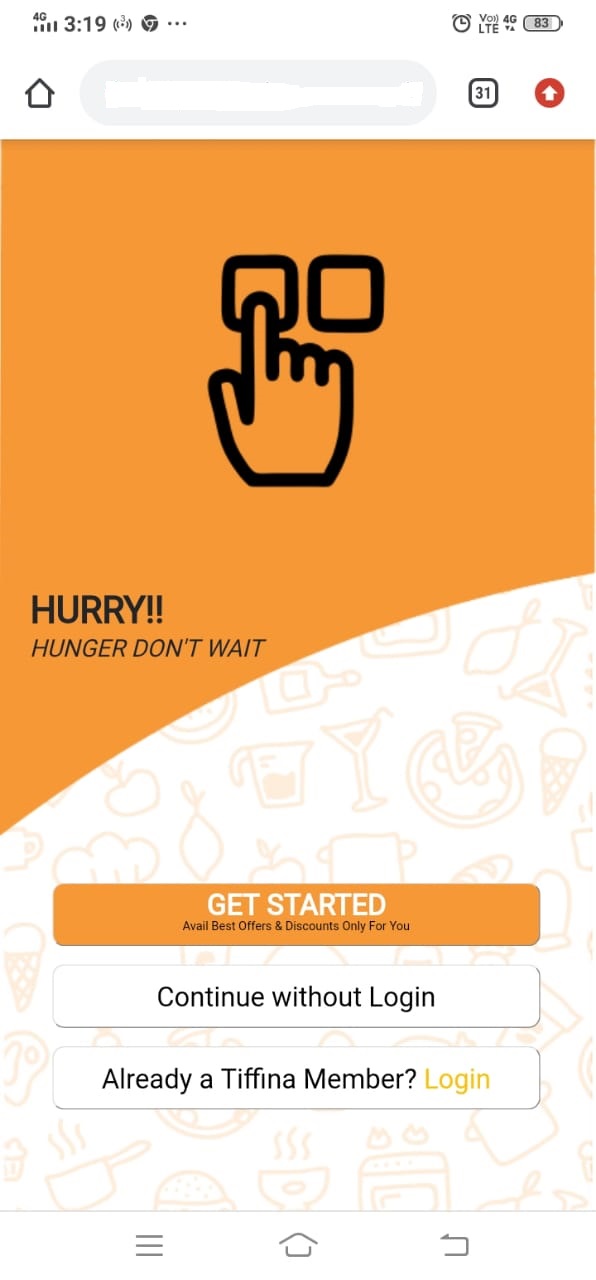 4G 3:19
Vo)) LTE 4G 83
31
HURRY!!
HUNGER DON'T WAIT
GET STARTED
Avail Best Offers & Discounts Only For You
Continue without Login
Already a Tiffina Member? Login